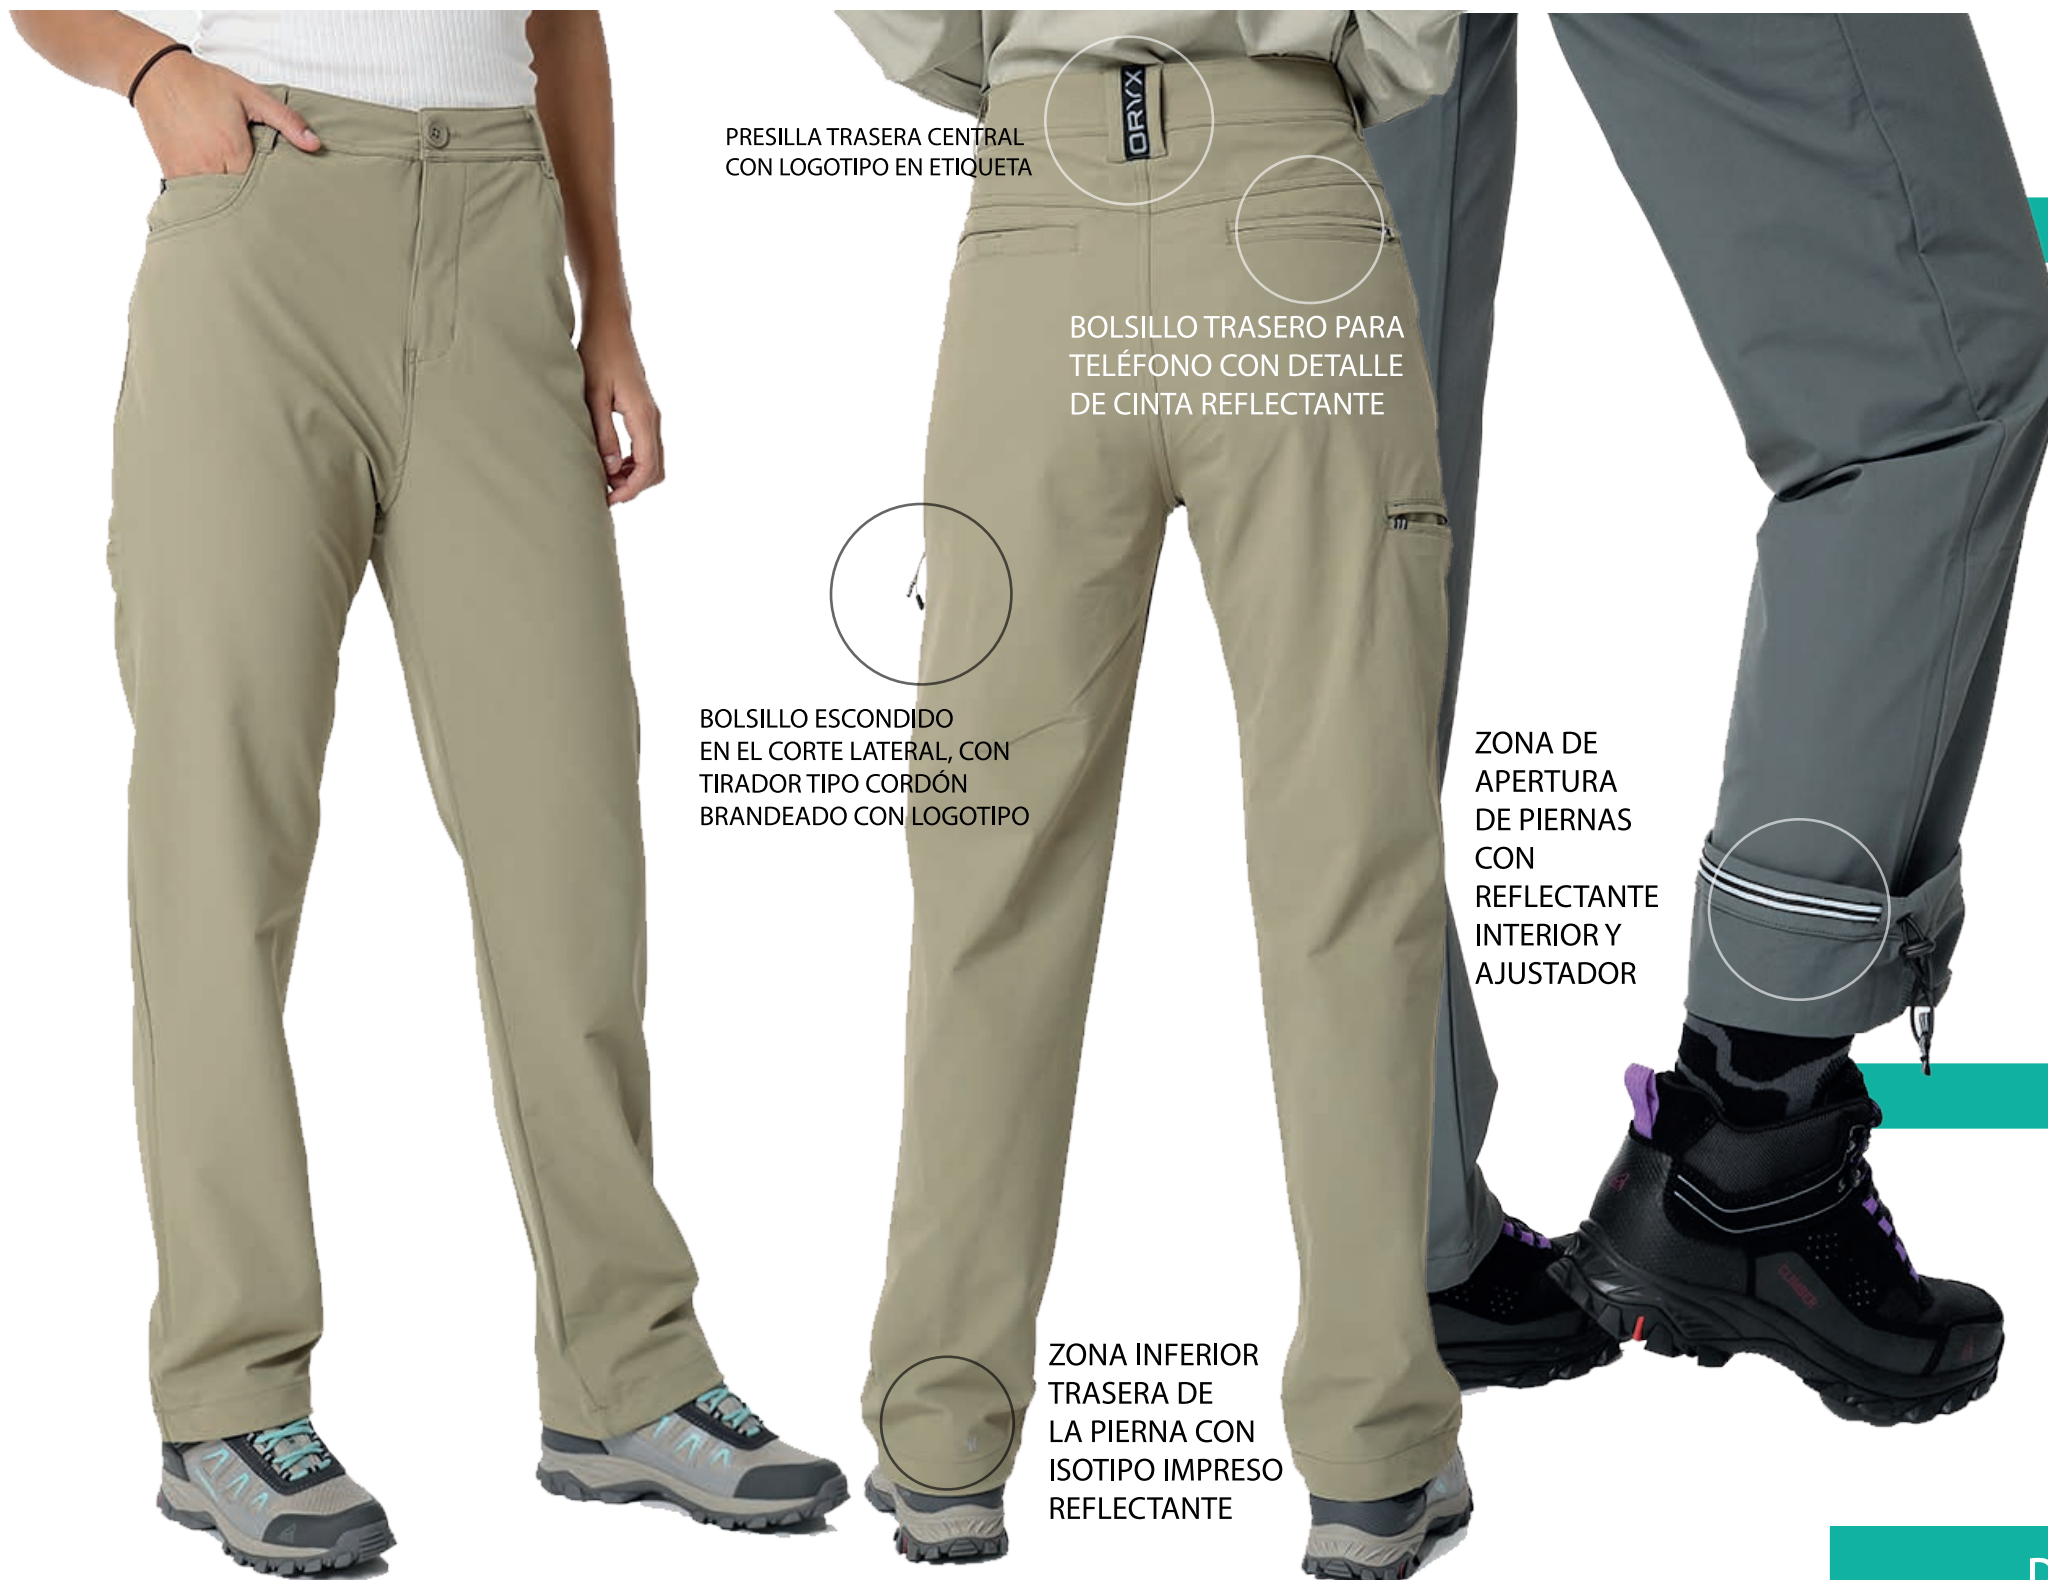 ORYX
PRESILLA TRASERA CENTRAL
CON LOGOTIPO EN ETIQUETA
BOLSILLO TRASERO PARA
TELÉFONO CON DETALLE
DE CINTA REFLECTANTE
BOLSILLO ESCONDIDO
EN EL CORTE LATERAL, CON
TIRADOR TIPO CORDÓN
BRANDEADO CON LOGOTIPO
ZONA DE
APERTURA
DE PIERNAS
CON
REFLECTANTE
INTERIOR Y
AJUSTADOR
CLIMBER
ZONA INFERIOR
TRASERA DE
LA PIERNA CON
ISOTIPO IMPRESO
REFLECTANTE